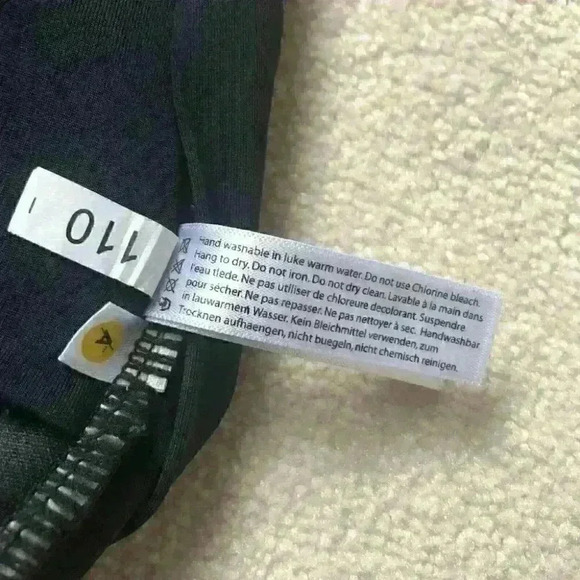 110
A
Hand washable in luke warm water. Do not use Chlorine bleach.
Hang to dry. Do not iron. Do not dry clean. Lavable à la main dans
l'eau tiede. Ne pas utiliser de chloreure decolorant. Suspendre
pour sécher. Ne pas repasser. Ne pas nettoyer à sec. Handwashbar
in lauwarmem Wasser. Kein Bleichmittel verwenden, zum
Trocknen aufhaengen, nicht buegeln, nicht chemisch reinigen.